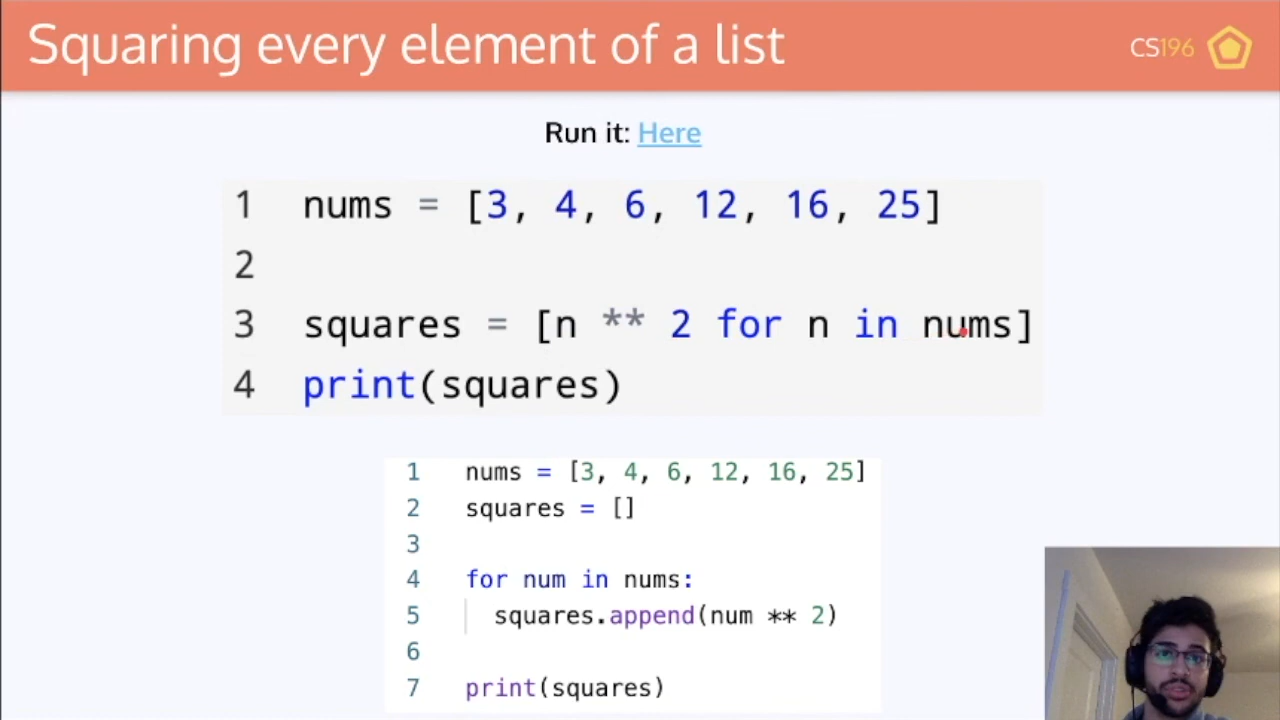 Squaring every element of a list
CS196
Run it: Here
1 nums = [3, 4, 6, 12, 16, 25]
2
3 squares = [n ** 2 for n in nums]
4 print(squares)
1 nums = [3, 4, 6, 12, 16, 25]
2 squares = []
3
4 for num in nums:
5 squares.append(num ** 2)
6
7 print(squares)